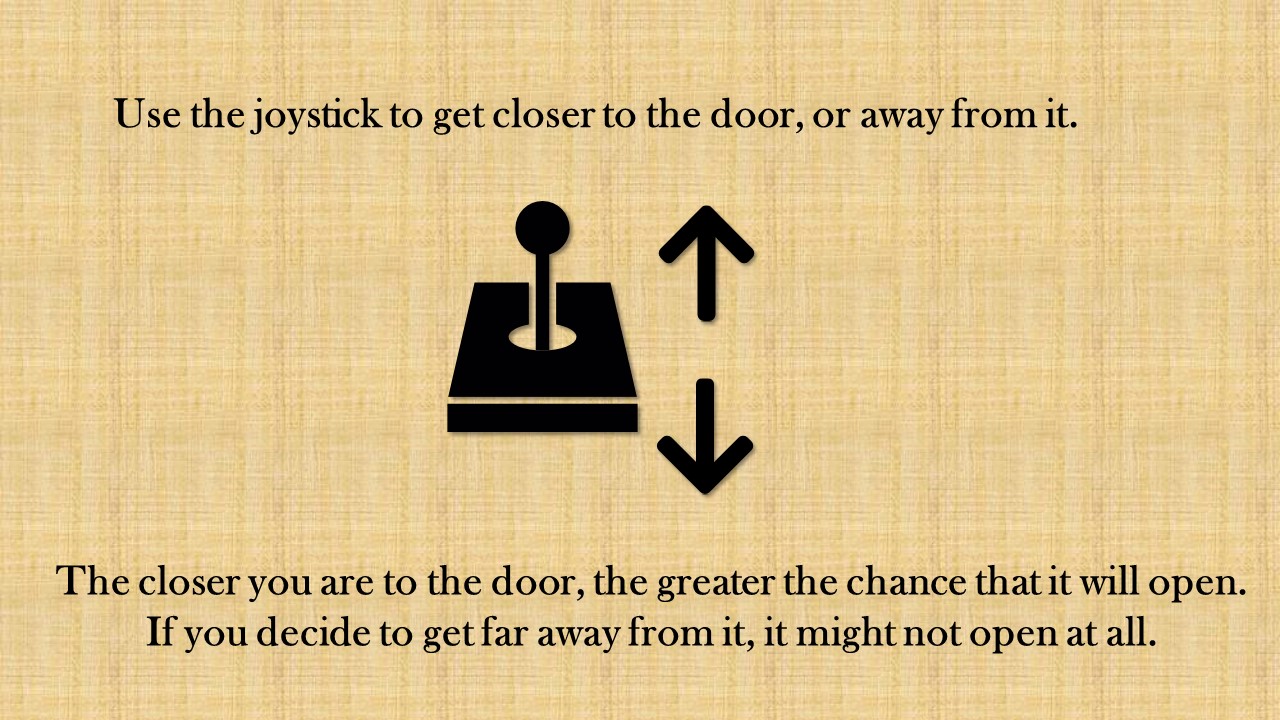 Use the joystick to get closer to the door, or away from it.
The closer you are to the door, the greater the chance that it will open.
If you decide to get far away from it, it might not open at all.